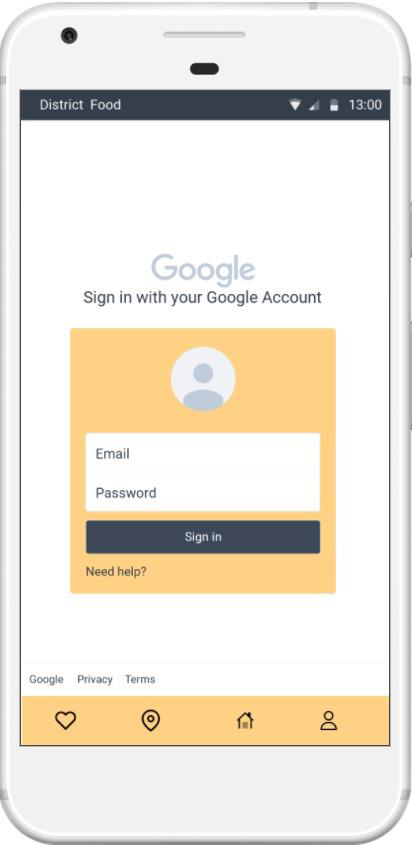 District Food 13:00
Google
Sign in with your Google Account
Email
Password
Sign in
Need help?
Google Privacy Terms